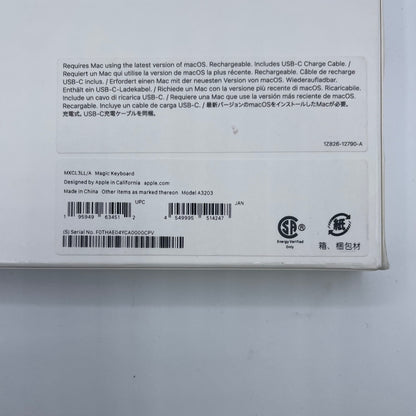 Requires Mac using the latest version of macOS. Rechargeable. Includes USB-C Charge Cable. /
Requiert un Mac qui utilise la version de macOS la plus récente. Rechargeable. Câble de recharge
USB-C inclus. / Erfordert einen Mac mit der neuesten Version von macOS. Wiederaufladbar.
Enthält ein USB-C-Ladekabel. / Richiede un Mac con la versione più recente di macOS. Ricaricabile.
Include un cavo di ricarica USB-C. / Requiere una Mac que use la versión más reciente de macOS.
Recargable. Incluye un cable de carga USB-C. / 最新バージョンのmacOSをインストールしたMacが必要。
充電式。USB-C充電ケーブルを同梱。
1Z826-12790-A
MXCL3LL/A Magic Keyboard
Designed by Apple in California apple.com
Made in China Other items as marked thereon Model A3203
UPC JAN
1 95949 63451 2 4 549995 514247
(S) Serial No. F0THAE04YCA0000CPV
SA
Energy Verified
Only
紙
箱、梱包材